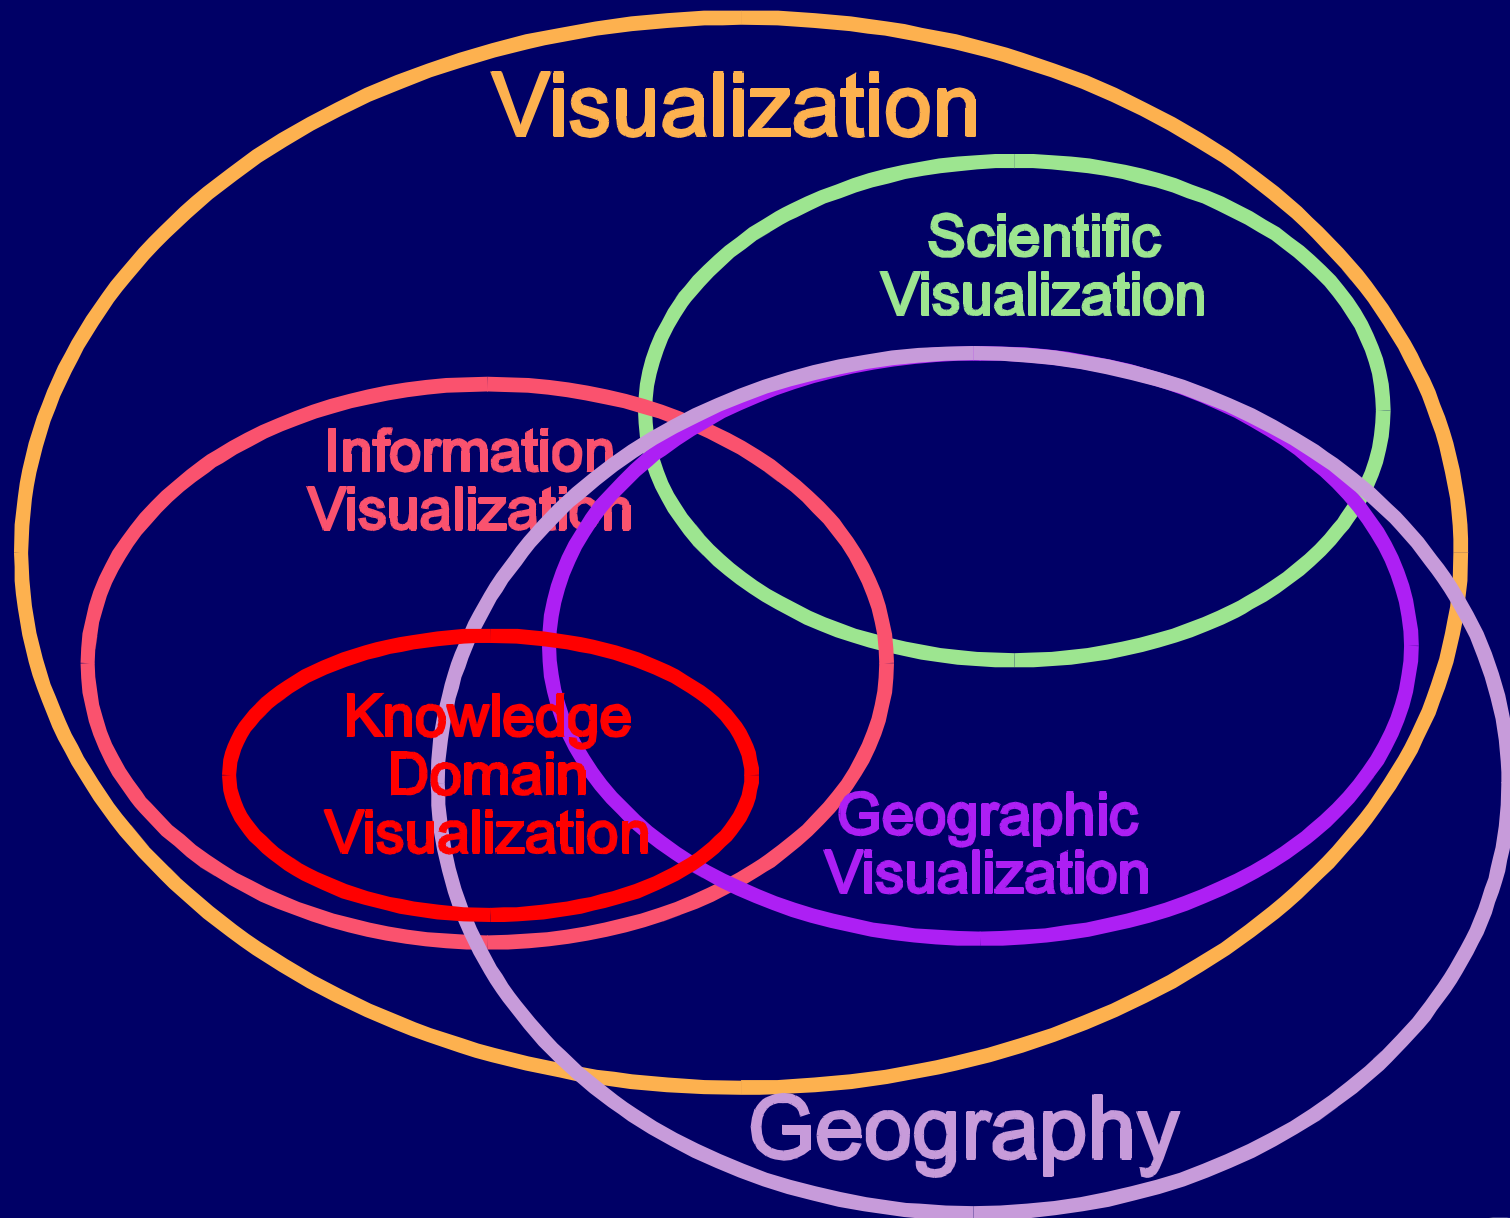 Visualization
Scientific
Visualization
Information
Visualization
Knowledge
Domain
Visualization
Geographic
Visualization
Geography